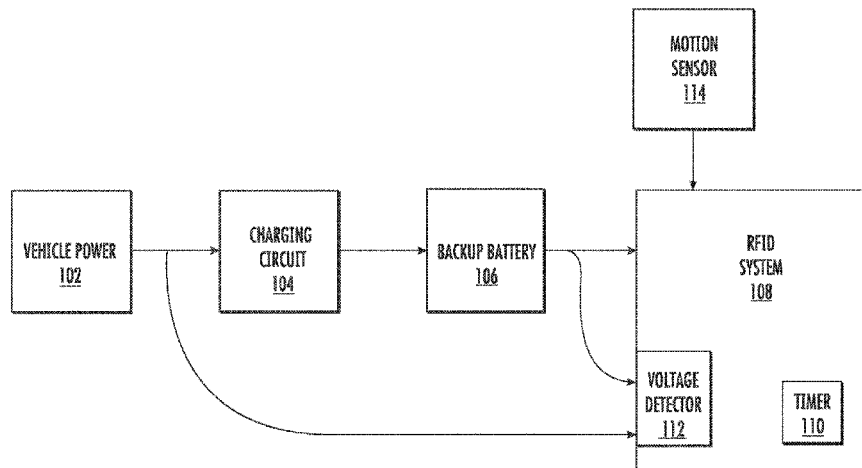 MOTION
SENSOR
114
VEHICLE POWER
102
CHARGING
CIRCUIT
104
BACKUP BATTERY
106
RFID
SYSTEM
108
VOLTAGE
DETECTOR
112
TIMER
110